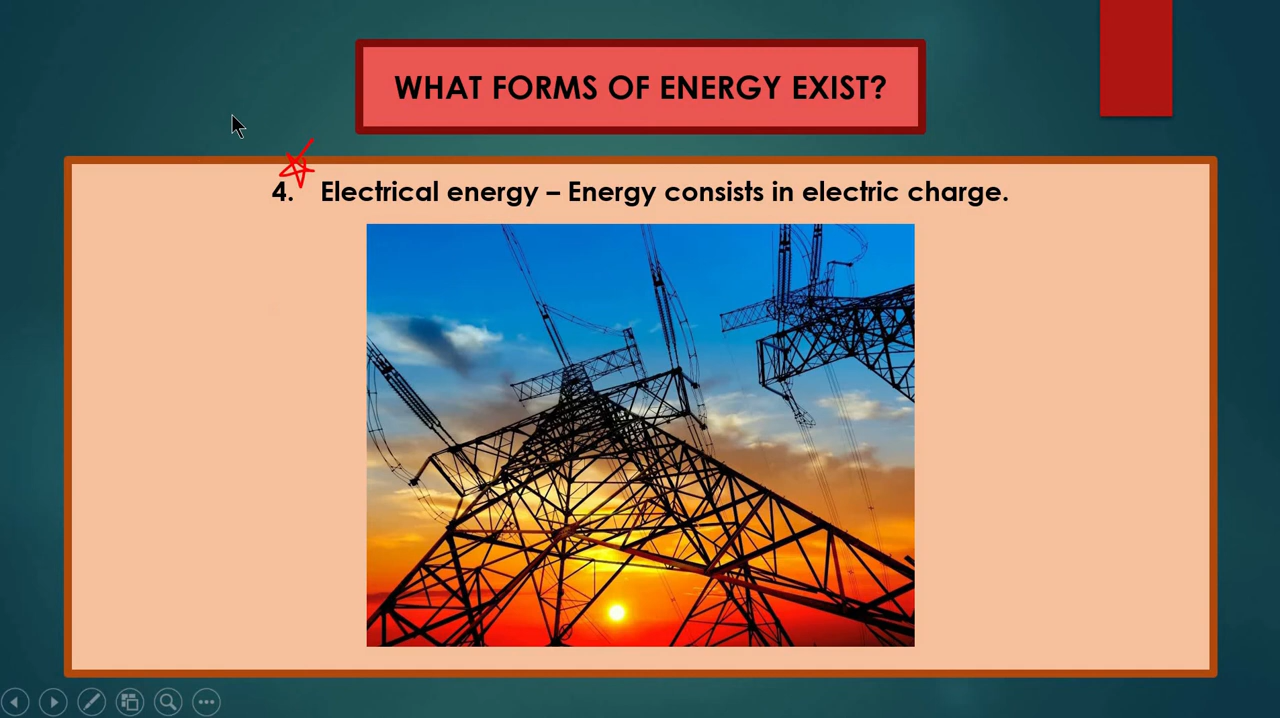 WHAT FORMS OF ENERGY EXIST?
4. Electrical energy – Energy consists in electric charge.